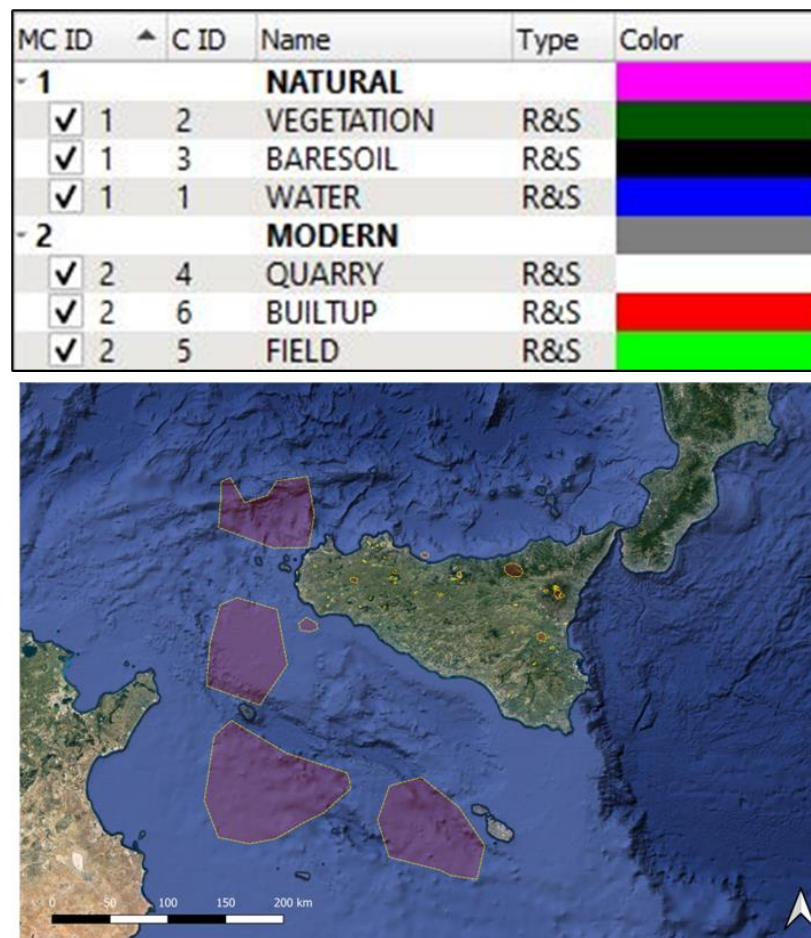 MC ID C ID Name Type Color
1 NATURAL
1 2 VEGETATION R&S
1 3 BARESOIL R&S
1 1 WATER R&S
2 MODERN
2 4 QUARRY R&S
2 6 BUILTUP R&S
2 5 FIELD R&S
0 50 100 150 200 km